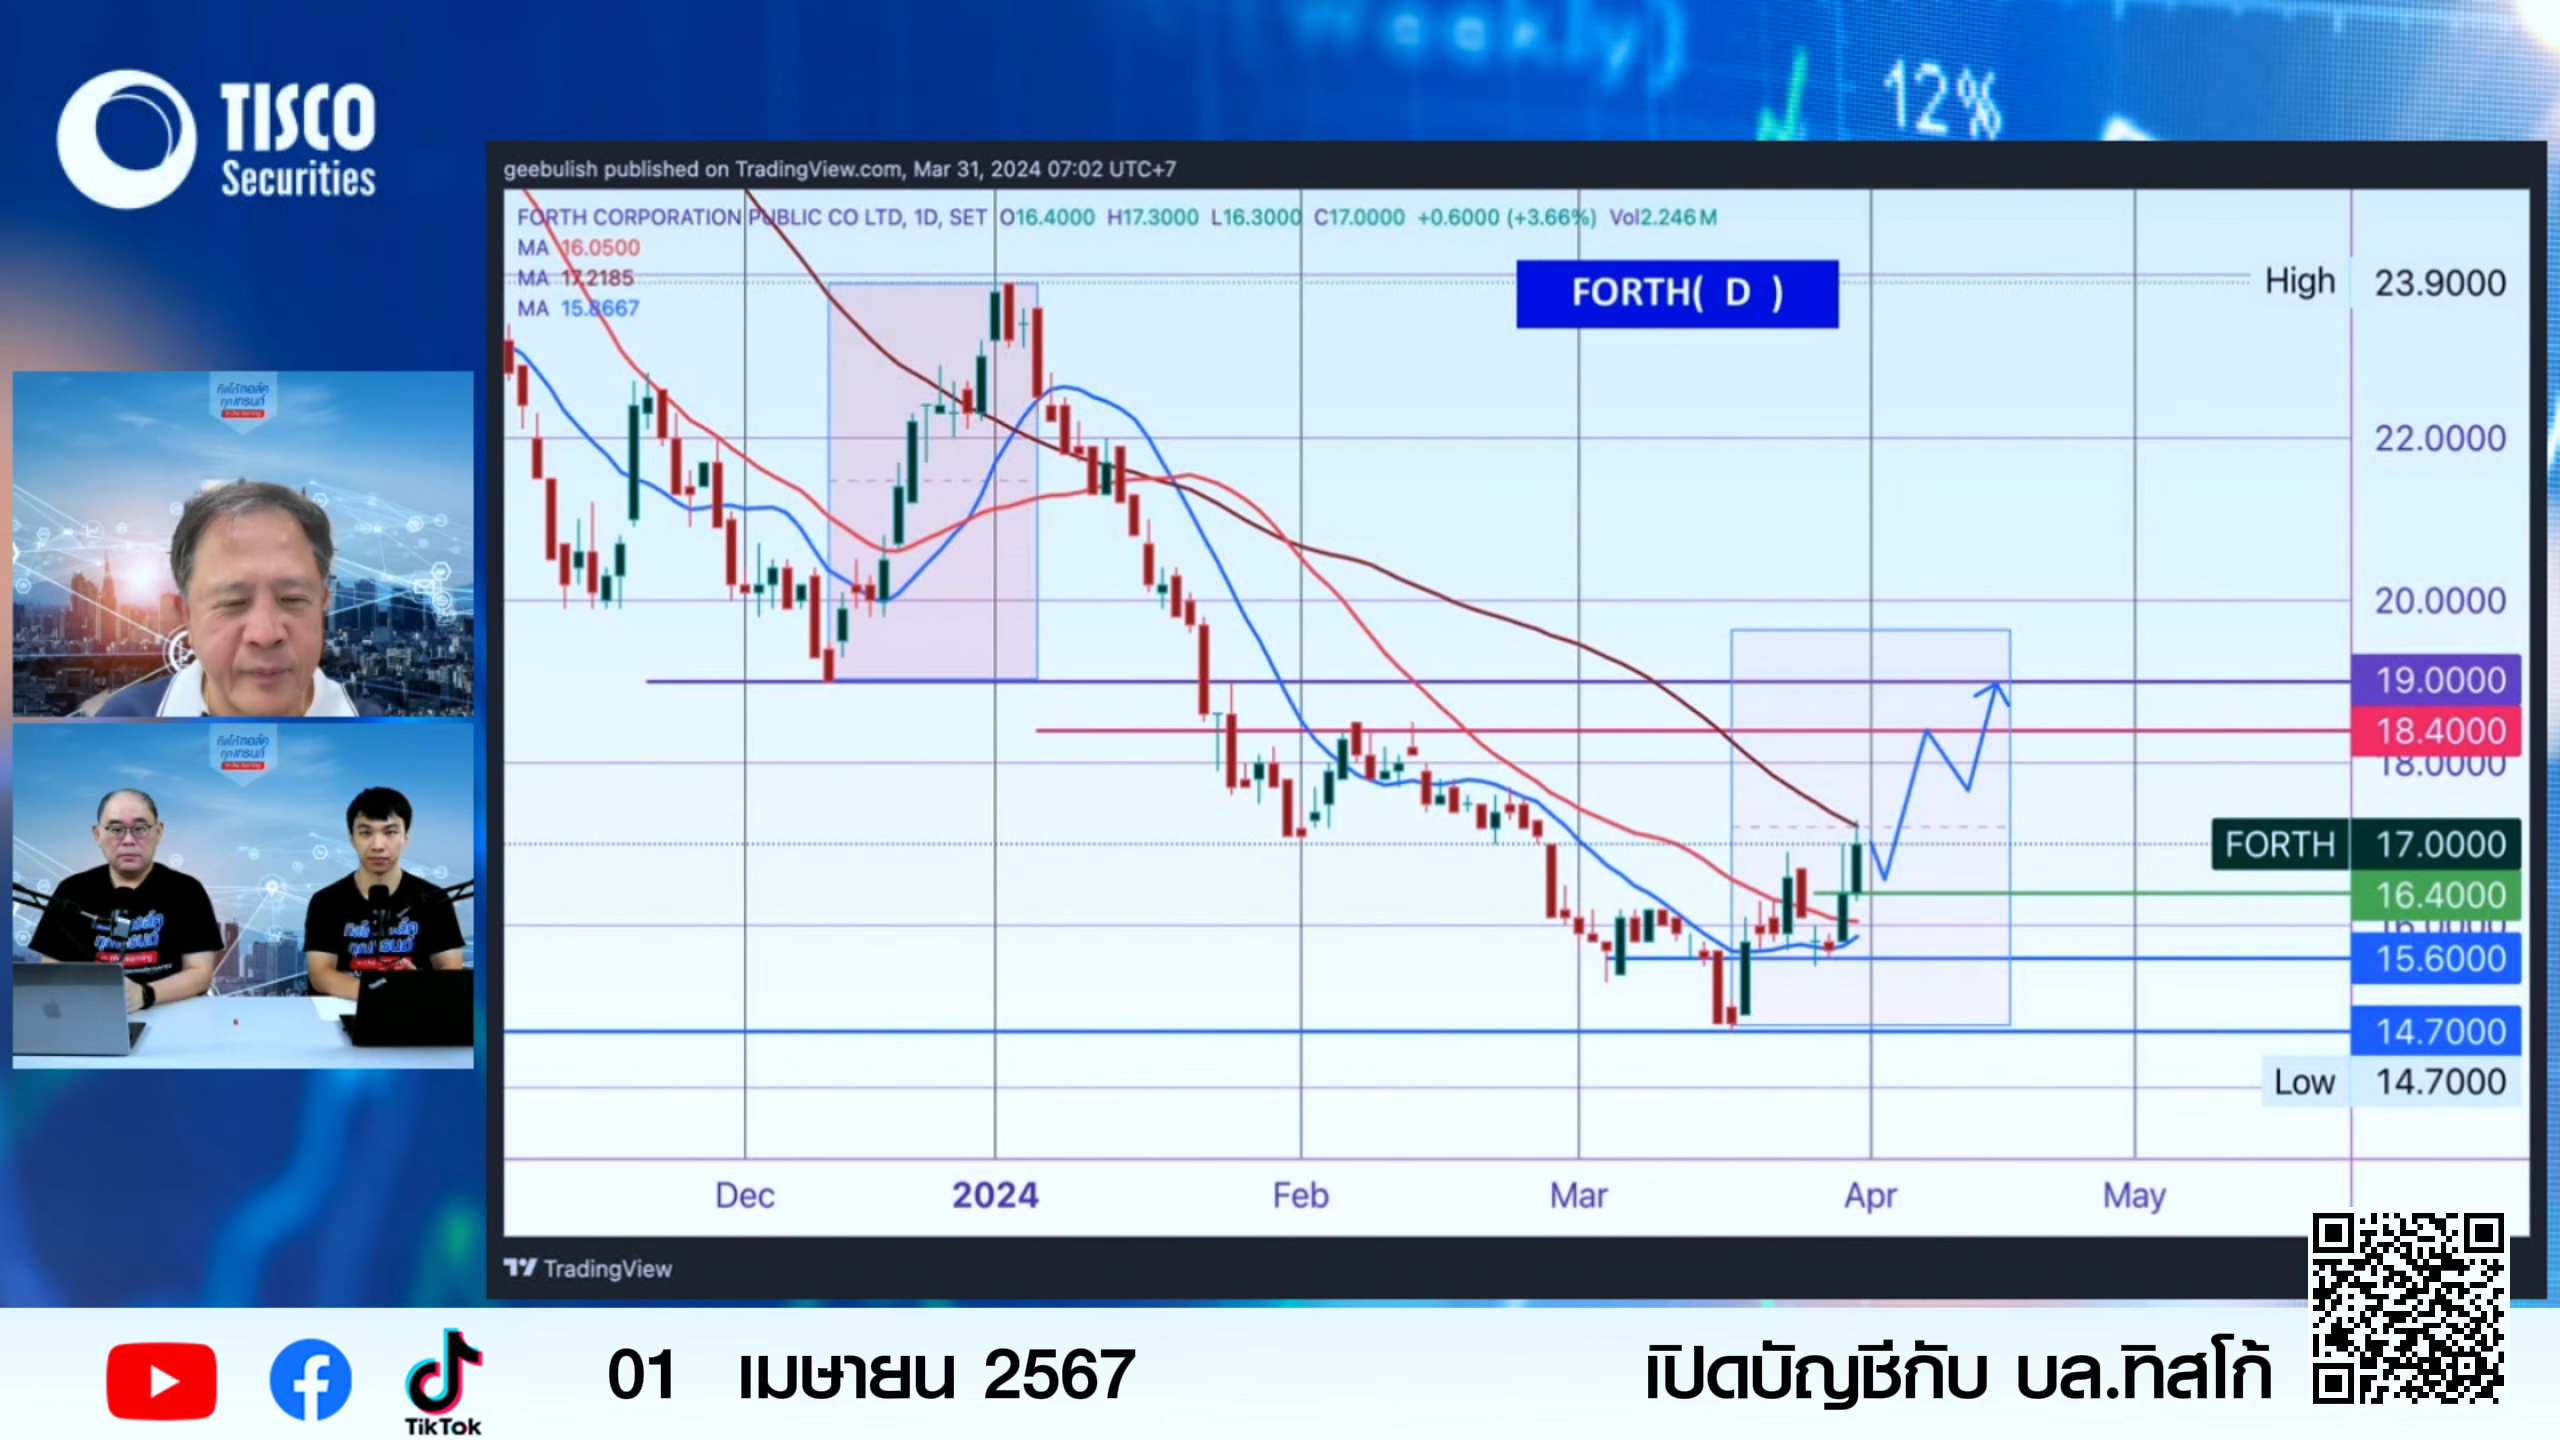 12%
TISCO
Securities
geebulish published on TradingView.com, Mar 31, 2024 07:02 UTC+7
FORTH CORPORATION PUBLIC CO LTD, 1D, SET O16.4000 H17.3000 L16.3000 C17.0000 +0.6000 (+3.66%) Vol2.246M
MA 16.0500
MA 17.2185
MA 15.8667
FORTH( D )
High 23.9000
22.0000
20.0000
19.0000
18.4000
18.0000
FORTH 17.0000
16.4000
16.0000
15.6000
14.7000
Low 14.7000
Dec 2024 Feb Mar Apr May
TradingView
TikTok
01 เมษายน 2567
เปิดบัญชีกับ บล.ทิสโก้